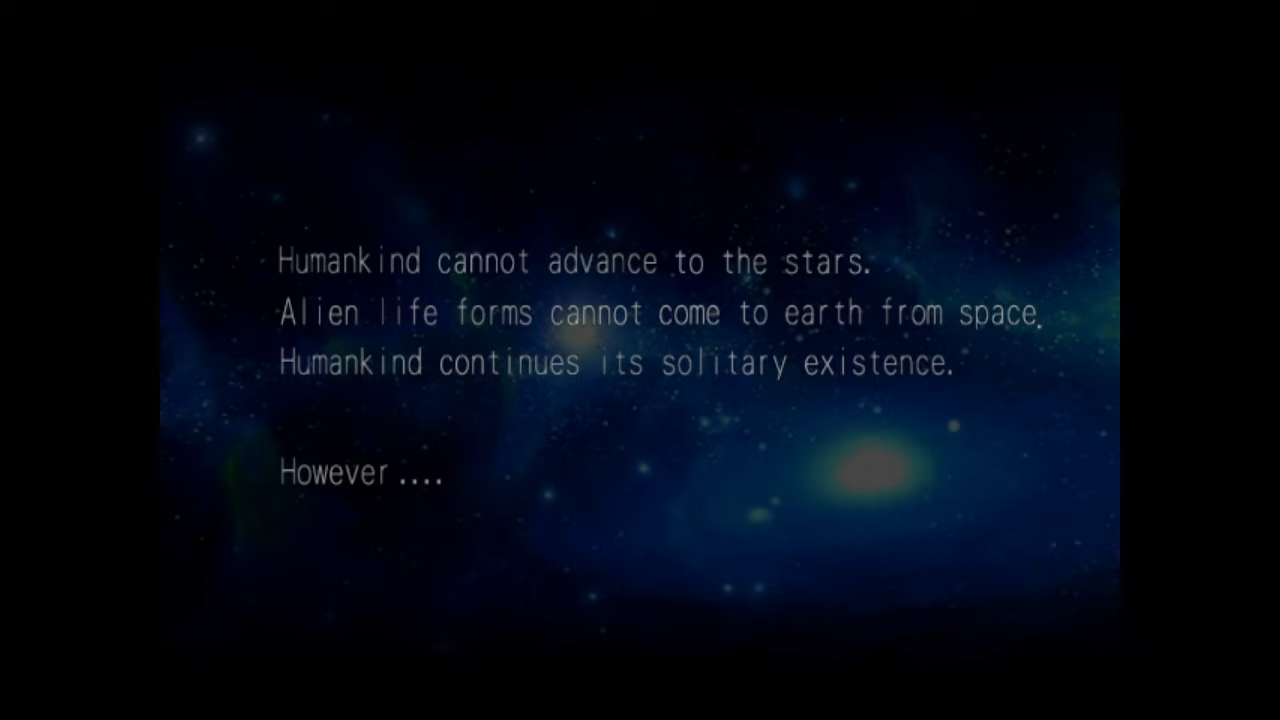 Humankind cannot advance to the stars.
Alien life forms cannot come to earth from space.
Humankind continues its solitary existence.
However....